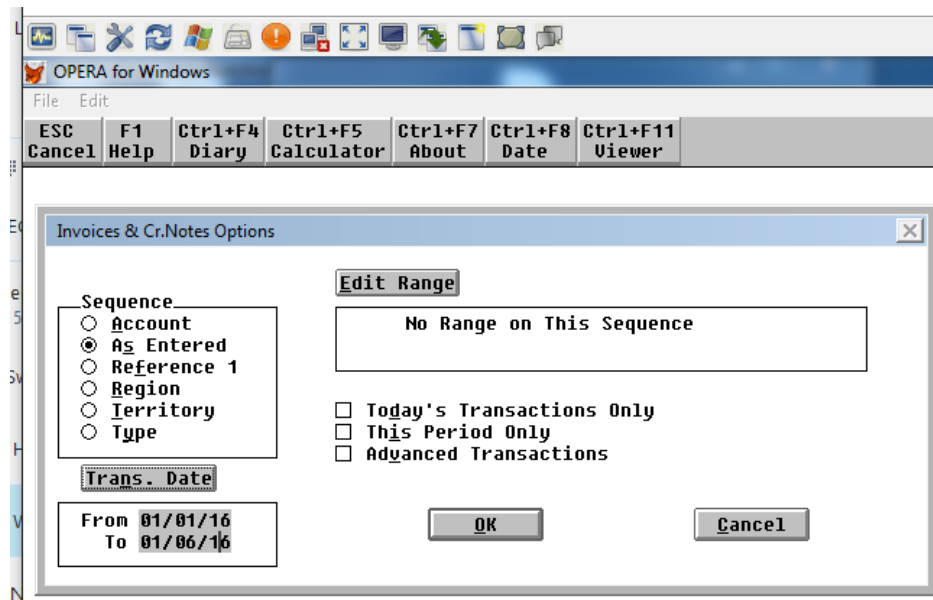 OPERA for Windows
File Edit
ESC F1 Ctrl+F4 Ctrl+F5 Ctrl+F7 Ctrl+F8 Ctrl+F11
Cancel Help Diary Calculator About Date Viewer
Invoices & Cr.Notes Options
Edit Range
Sequence
No Range on This Sequence
Account
As Entered
Reference 1
Region
Territory
Type
Today's Transactions Only
This Period Only
Advanced Transactions
Trans. Date
From 01/01/16
To 01/06/16
OK
Cancel